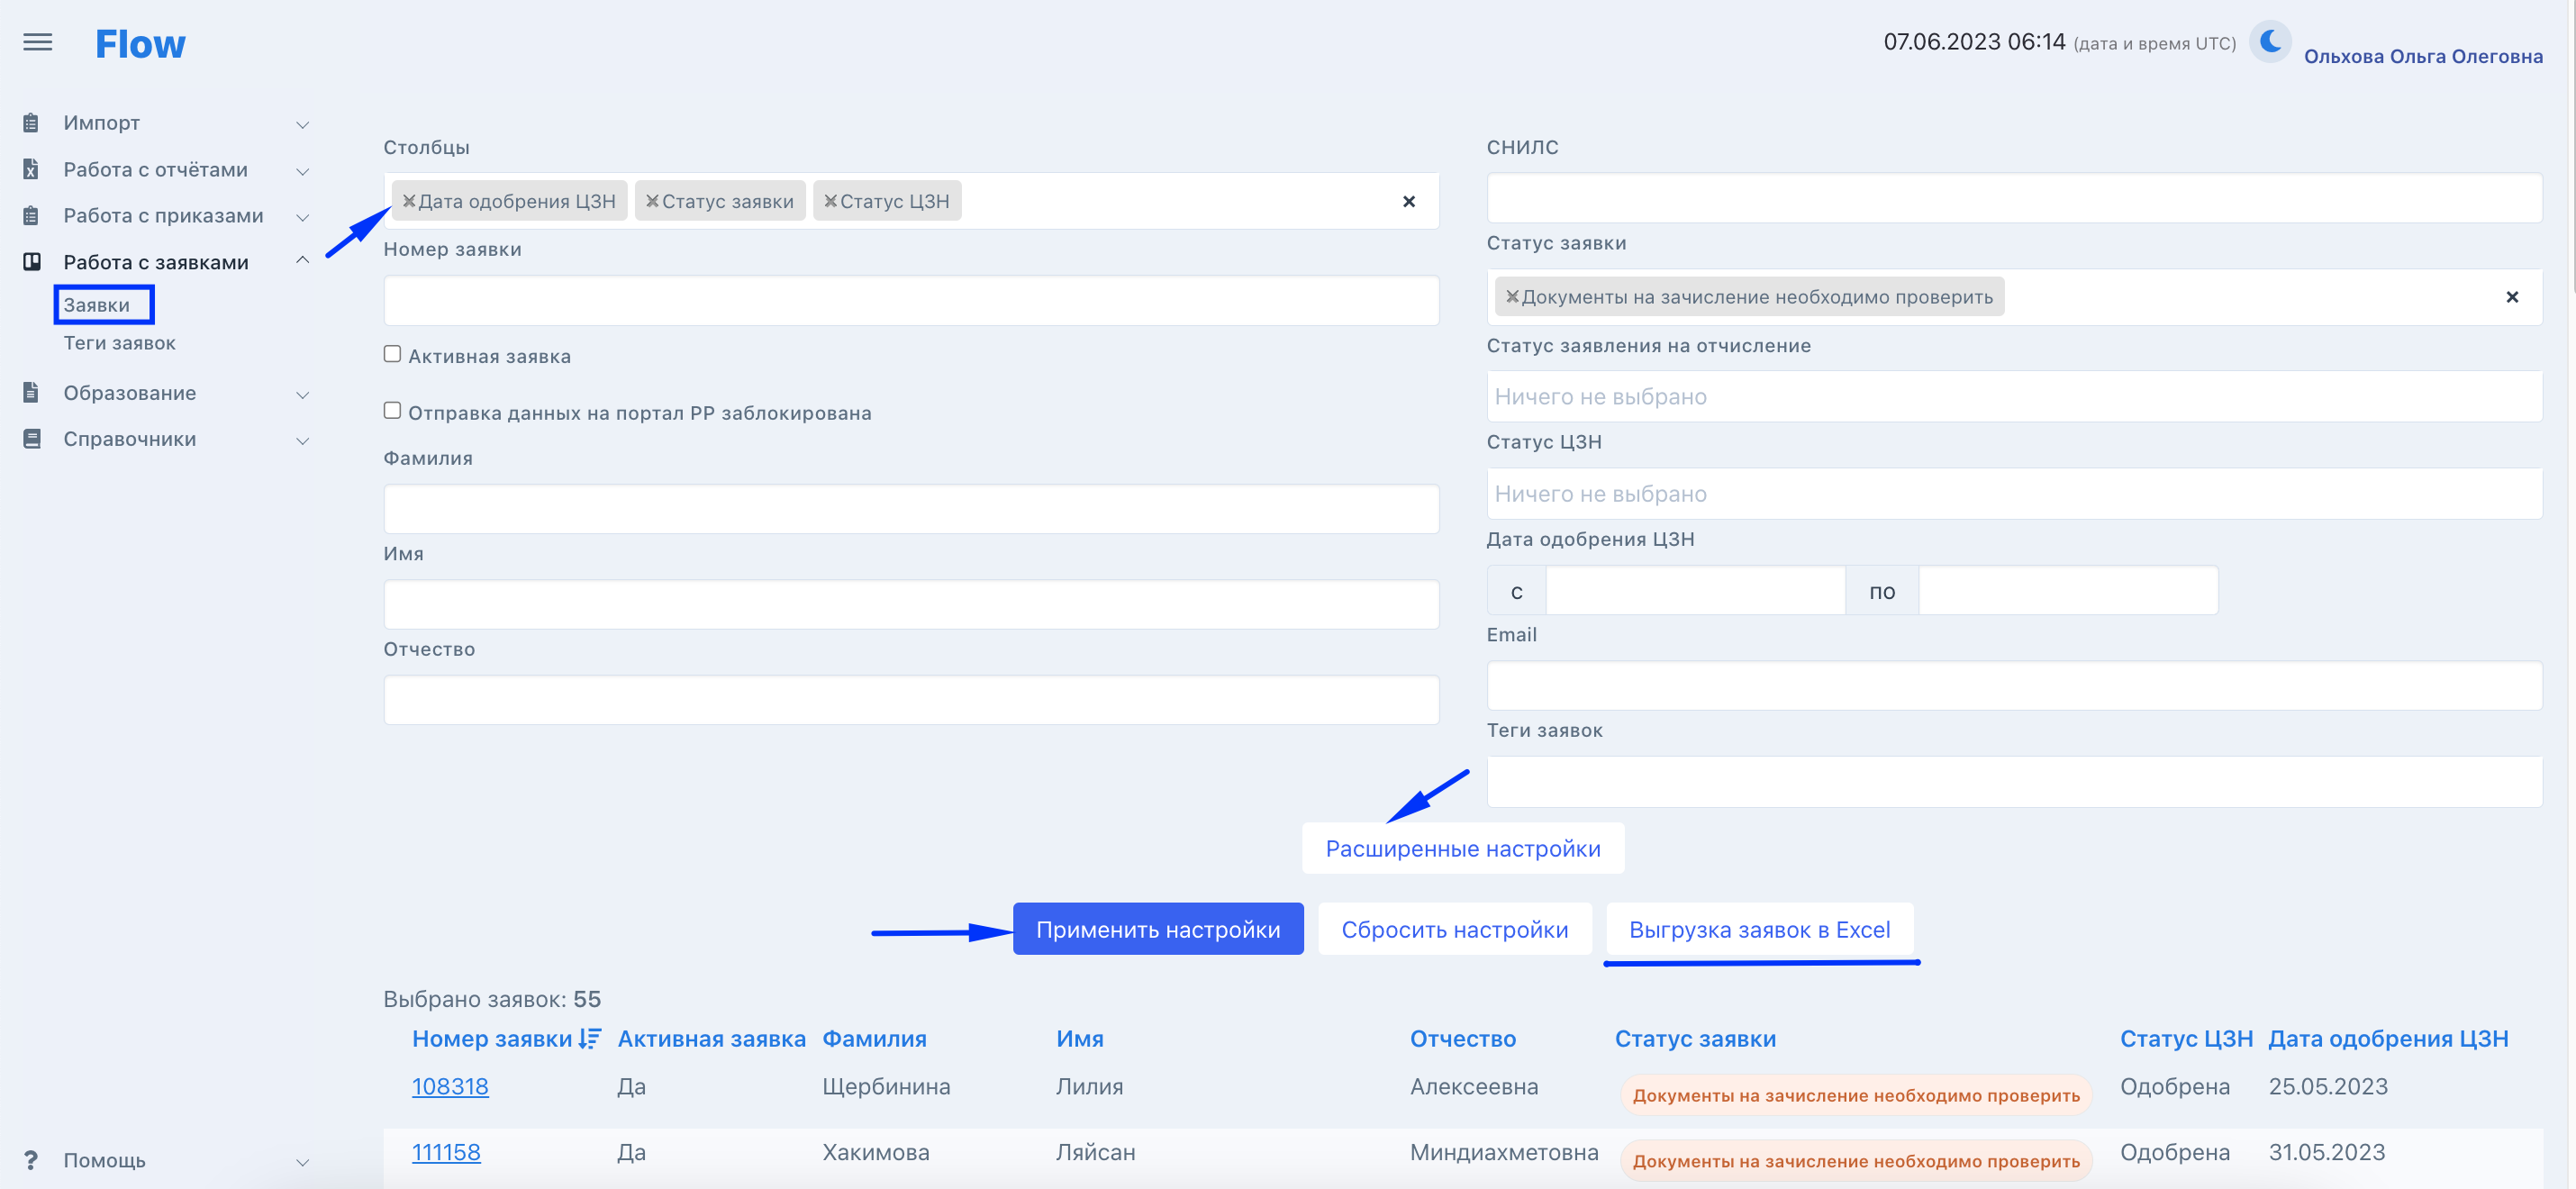 Flow
07.06.2023 06:14 (дата и время UTC)
Ольхова Ольга Олеговна
Импорт
Работа с отчётами
Работа с приказами
Работа с заявками
Заявки
Теги заявок
Образование
Справочники
Помощь
Столбцы
Дата одобрения ЦЗН
Статус заявки
Статус ЦЗН
Номер заявки
Активная заявка
Отправка данных на портал РР заблокирована
Фамилия
Имя
Отчество
СНИЛС
Статус заявки
Документы на зачисление необходимо проверить
Статус заявления на отчисление
Ничего не выбрано
Статус ЦЗН
Ничего не выбрано
Дата одобрения ЦЗН
с
по
Email
Теги заявок
Расширенные настройки
Применить настройки
Сбросить настройки
Выгрузка заявок в Excel
Выбрано заявок: 55
Номер заявки Активная заявка Фамилия Имя Отчество Статус заявки Статус ЦЗН Дата одобрения ЦЗН
108318 Да Щербинина Лилия Алексеевна Документы на зачисление необходимо проверить Одобрена 25.05.2023
111158 Да Хакимова Ляйсан Миндиахметовна Документы на зачисление необходимо проверить Одобрена 31.05.2023